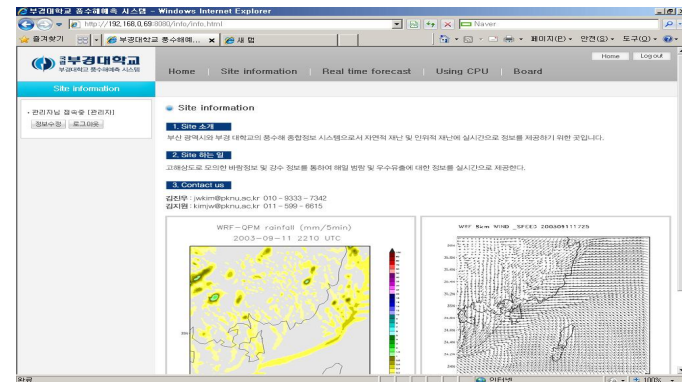 부경대학교 풍수해예측 시스템 - Windows Internet Explorer
http://192,168,0,69:8080/info/info.html
Naver
즐겨찾기
부경대학교 풍수해예...
새 탭
페이지(P)
안전(S)
도구(O)
Home
Logout
부경대학교
부경대학교 풍수해예측 시스템
Home | Site information | Real time forecast | Using CPU | Board
Site information
관리자님 접속중 [관리자]
정보수정 로그아웃
Site information
1. Site 소개
부산 광역시와 부경 대학교의 풍수해 종합정보 시스템으로서 자연적 재난 및 인위적 재난에 실시간으로 정보를 제공하기 위한 곳입니다.
2. Site 하는 일
고해상도로 모의한 바람정보 및 강수 정보를 통하여 해일 범람 및 우수유출에 대한 정보를 실시간으로 제공한다.
3. Contact us
김진우 : jwkim@pknu.ac.kr 010 - 9333 - 7342
김지원 : kimjw@pknu.ac.kr 011 - 599 - 6615
WRF-QPM rainfall (mm/5min)
2003-09-11 2210 UTC
WRF 5km WIND _SFCED 200309111225
완료
인터넷
100%